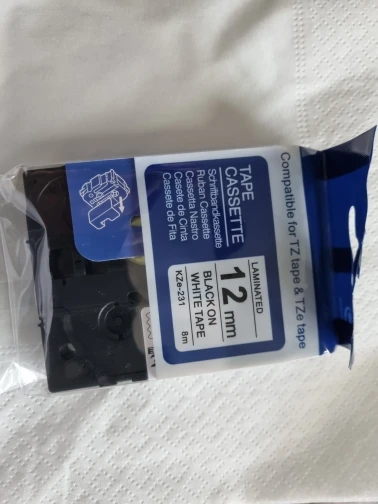 Compatible for TZ tape & TZe tape
TAPE
CASSETTE
Schriftbandkassette
Ruban Cassette
Cassetta Nastro
Casete de Cinta
Cassete de Fita
LAMINATED
12 mm
BLACK ON
WHITE TAPE
KZe-231
8m